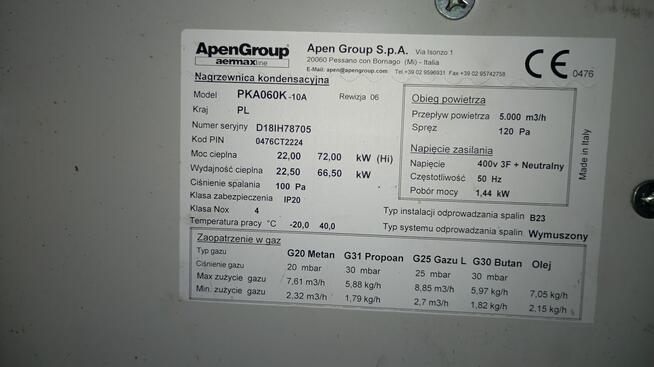 ApenGroup
aermaxline
Apen Group S.p.A. Via Isonzo 1
20060 Pessano con Bornago (Mi) - Italia
E-Mail: apen@apengroup.com Tel +39 02 9596931 Fax +39 02 95742758
CE 0476
Nagrzewnica kondensacyjna
Model PKA060K -10A Rewizja 06
Kraj PL
Numer seryjny D18IH78705
Kod PIN 0476CT2224
Moc cieplna 22,00 72,00 kW (Hi)
Wydajność cieplna 22,50 66,50 kW
Ciśnienie spalania 100 Pa
Klasa zabezpieczenia IP20
Klasa Nox 4
Temperatura pracy °C -20,0 40,0
Obieg powietrza
Przepływ powietrza 5.000 m3/h
Spręz 120 Pa
Napięcie zasilania
Napięcie 400v 3F + Neutralny
Częstotliwość 50 Hz
Pobór mocy 1,44 kW
Typ instalacji odprowadzania spalin B23
Typ systemu odprowadzania spalin Wymuszony
Made in Italy
Zaopatrzenie w gaz
Typ gazu G20 Metan G31 Propoan G25 Gazu L G30 Butan Olej
Ciśnienie gazu 20 mbar 30 mbar 25 mbar 30 mbar
Max zużycie gazu 7,61 m3/h 5,88 kg/h 8,85 m3/h 5,97 kg/h 7,05 kg/h
Min. zużycie gazu 2,32 m3/h 1,79 kg/h 2,7 m3/h 1,82 kg/h 2,15 kg/h